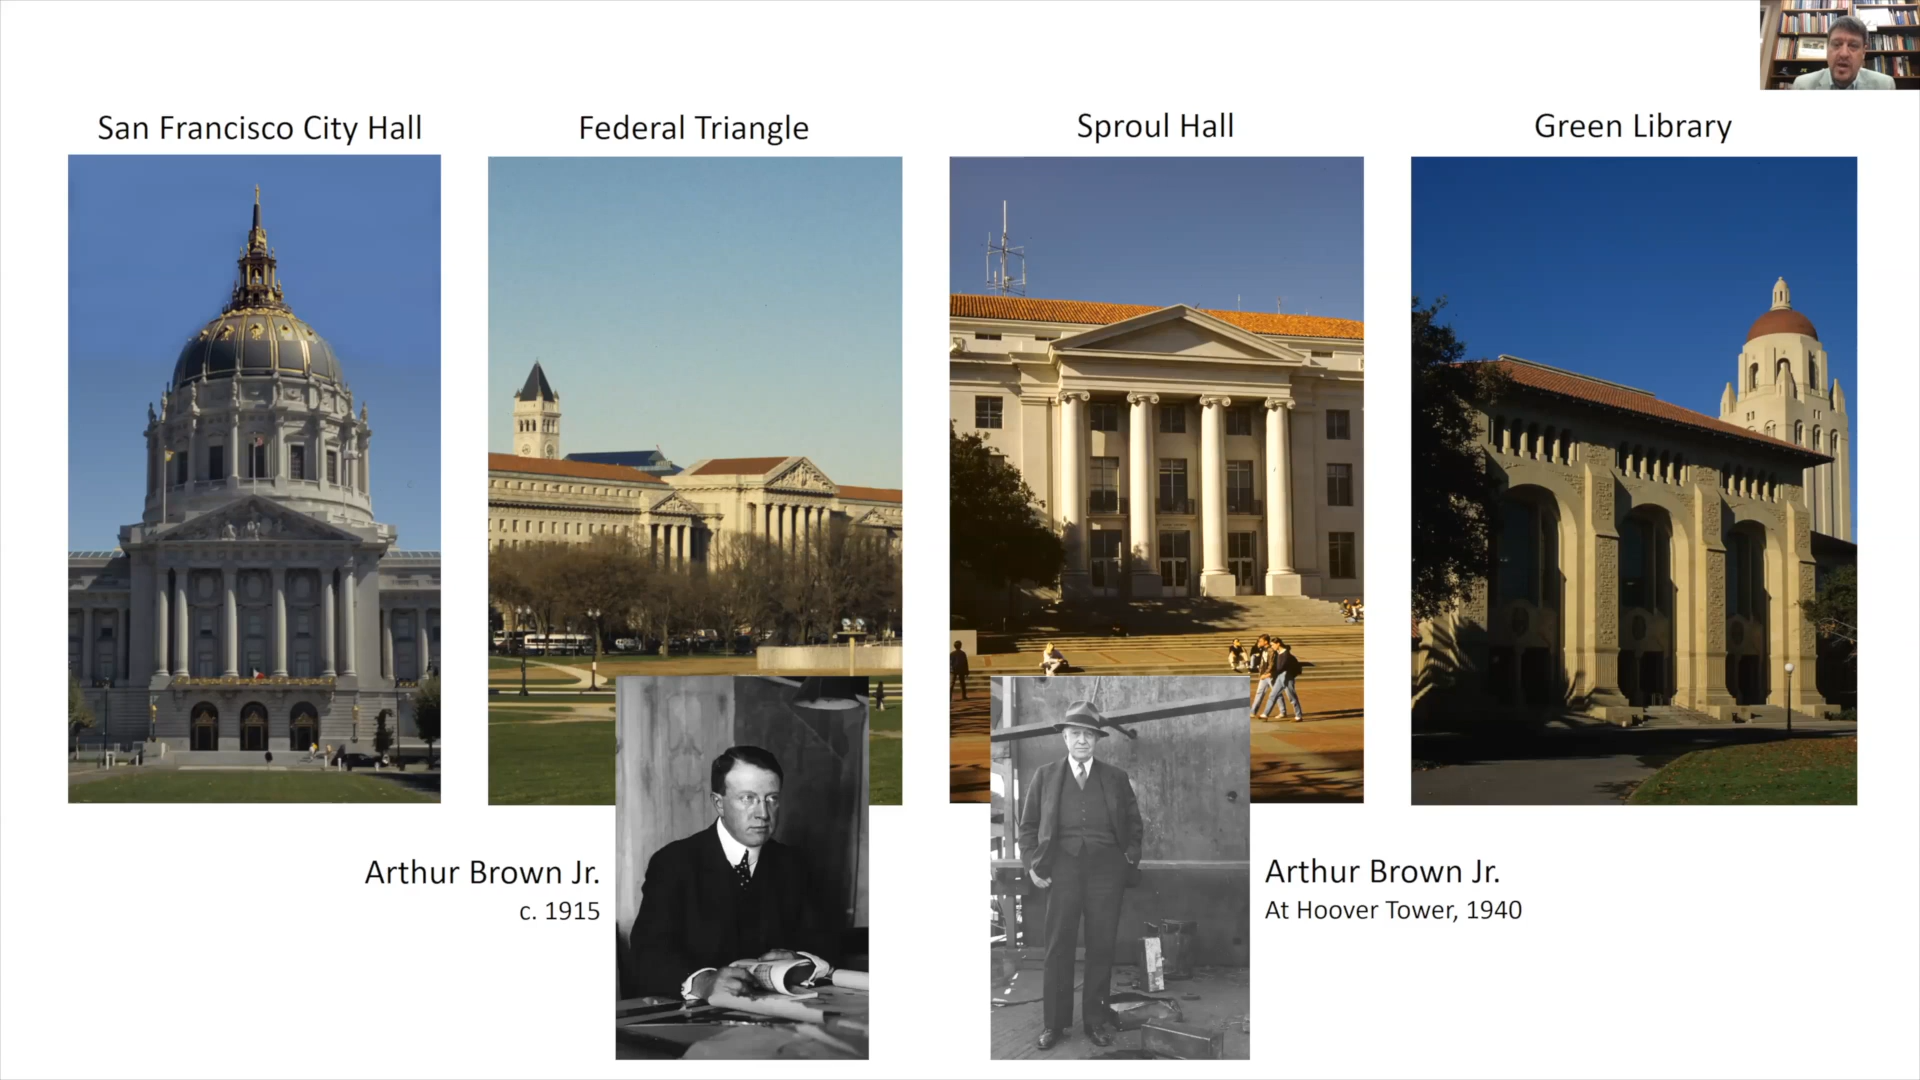 San Francisco City Hall
Federal Triangle
Sproul Hall
Green Library
Arthur Brown Jr.
c. 1915
Arthur Brown Jr.
At Hoover Tower, 1940